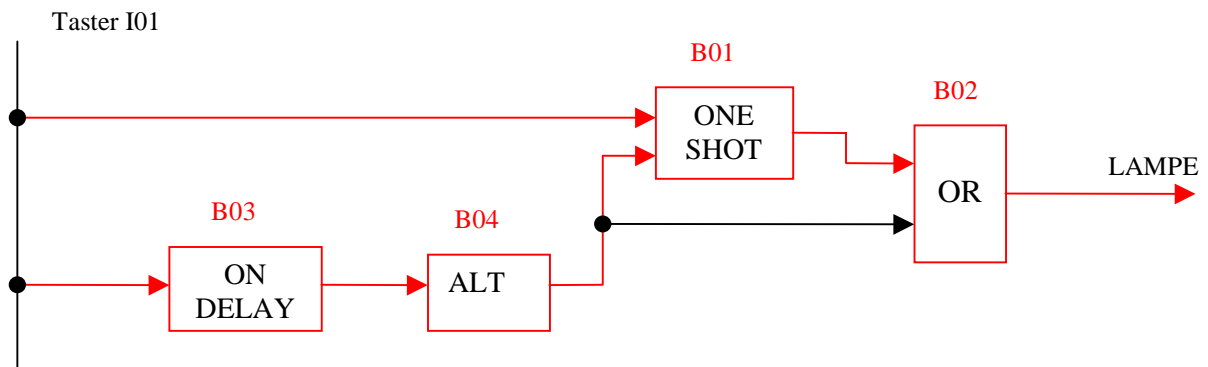 Taster I01
B01
ONE
SHOT
B02
OR
LAMPE
B03
ON
DELAY
B04
ALT